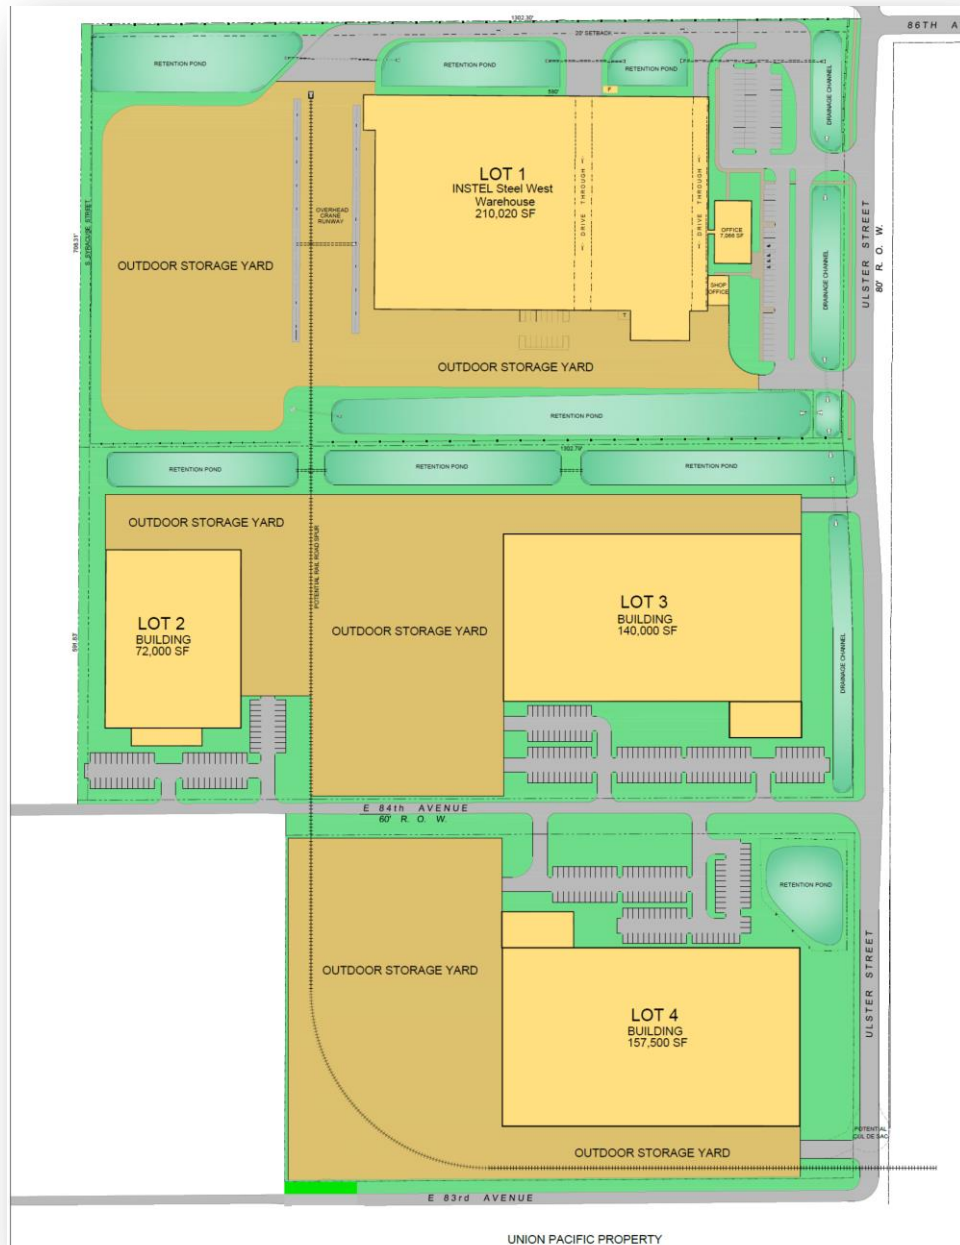 1302.30'
86TH A
20' SETBACK
RETENTION POND
RETENTION POND
RETENTION POND
DRAINAGE CHANNEL
580'
F
LOT 1
INSTEL Steel West
Warehouse
210,020 SF
DRIVE THROUGH
DRIVE THROUGH
OVERHEAD
CRANE
RUNWAY
S SYRACUSE STREET
OUTDOOR STORAGE YARD
OFFICE
SHOP
OFFICE
T
DRAINAGE CHANNEL
ULSTER STREET
80' R. O. W.
OUTDOOR STORAGE YARD
RETENTION POND
1302.79'
RETENTION POND
RETENTION POND
RETENTION POND
OUTDOOR STORAGE YARD
POTENTIAL RAIL ROAD SPUR
LOT 2
BUILDING
72,000 SF
OUTDOOR STORAGE YARD
LOT 3
BUILDING
140,000 SF
DRAINAGE CHANNEL
E 84th AVENUE
60' R. O. W.
RETENTION POND
OUTDOOR STORAGE YARD
ULSTER STREET
LOT 4
BUILDING
157,500 SF
POTENTIAL
CUL DE SAC
OUTDOOR STORAGE YARD
E 83rd AVENUE
UNION PACIFIC PROPERTY